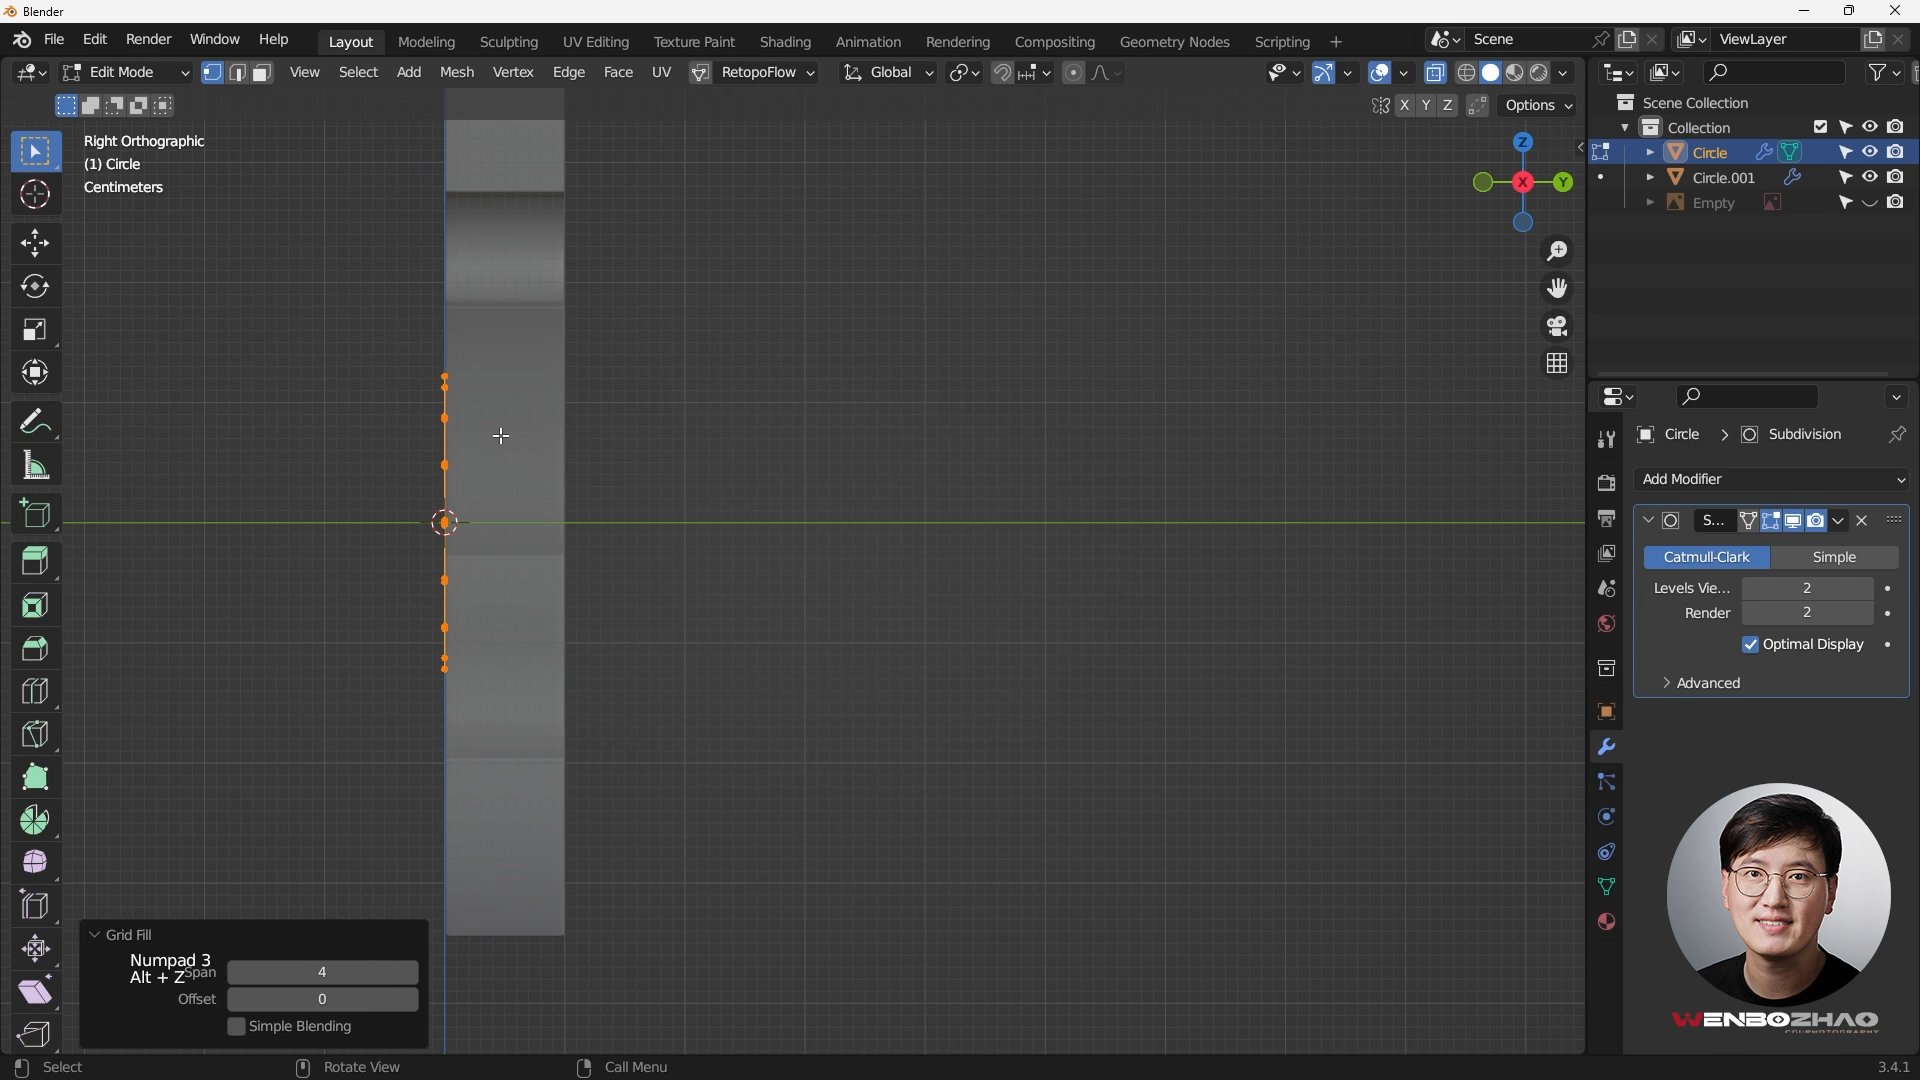 Blender
File Edit Render Window Help Layout Modeling Sculpting UV Editing Texture Paint Shading Animation Rendering Compositing Geometry Nodes Scripting + Scene ViewLayer
Edit Mode View Select Add Mesh Vertex Edge Face UV RetopoFlow Global
X Y Z Options
Scene Collection
Collection
Circle
Circle.001
Empty
Right Orthographic
(1) Circle
Centimeters
Z
X
Y
Circle > Subdivision
Add Modifier
S...
Catmull-Clark Simple
Levels Vie... 2
Render 2
Optimal Display
Advanced
Grid Fill
Numpad 3
Alt + Z
Span 4
Offset 0
Simple Blending
WENBOZHAO
Select Rotate View Call Menu 3.4.1